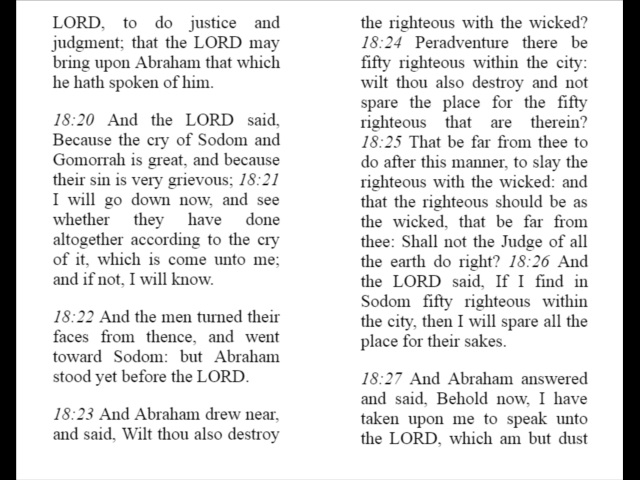 LORD, to do justice and
judgment; that the LORD may
bring upon Abraham that which
he hath spoken of him.
18:20 And the LORD said,
Because the cry of Sodom and
Gomorrah is great, and because
their sin is very grievous; 18:21
I will go down now, and see
whether they have done
altogether according to the cry
of it, which is come unto me;
and if not, I will know.
18:22 And the men turned their
faces from thence, and went
toward Sodom: but Abraham
stood yet before the LORD.
18:23 And Abraham drew near,
and said, Wilt thou also destroy
the righteous with the wicked?
18:24 Peradventure there be
fifty righteous within the city:
wilt thou also destroy and not
spare the place for the fifty
righteous that are therein?
18:25 That be far from thee to
do after this manner, to slay the
righteous with the wicked: and
that the righteous should be as
the wicked, that be far from
thee: Shall not the Judge of all
the earth do right? 18:26 And
the LORD said, If I find in
Sodom fifty righteous within
the city, then I will spare all the
place for their sakes.
18:27 And Abraham answered
and said, Behold now, I have
taken upon me to speak unto
the LORD, which am but dust